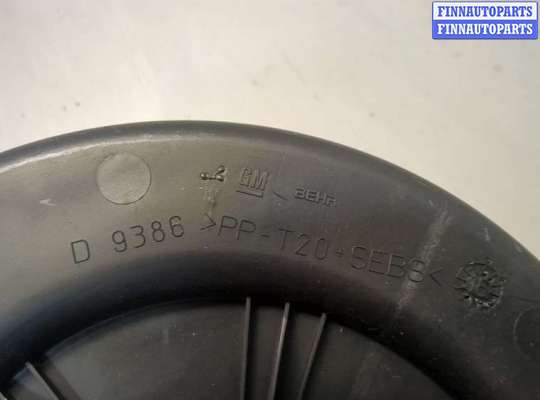 FINNAUTOPARTS
FINNAUTOPARTS
GM BEHR
D 9386 >PP-T20+SEBS<